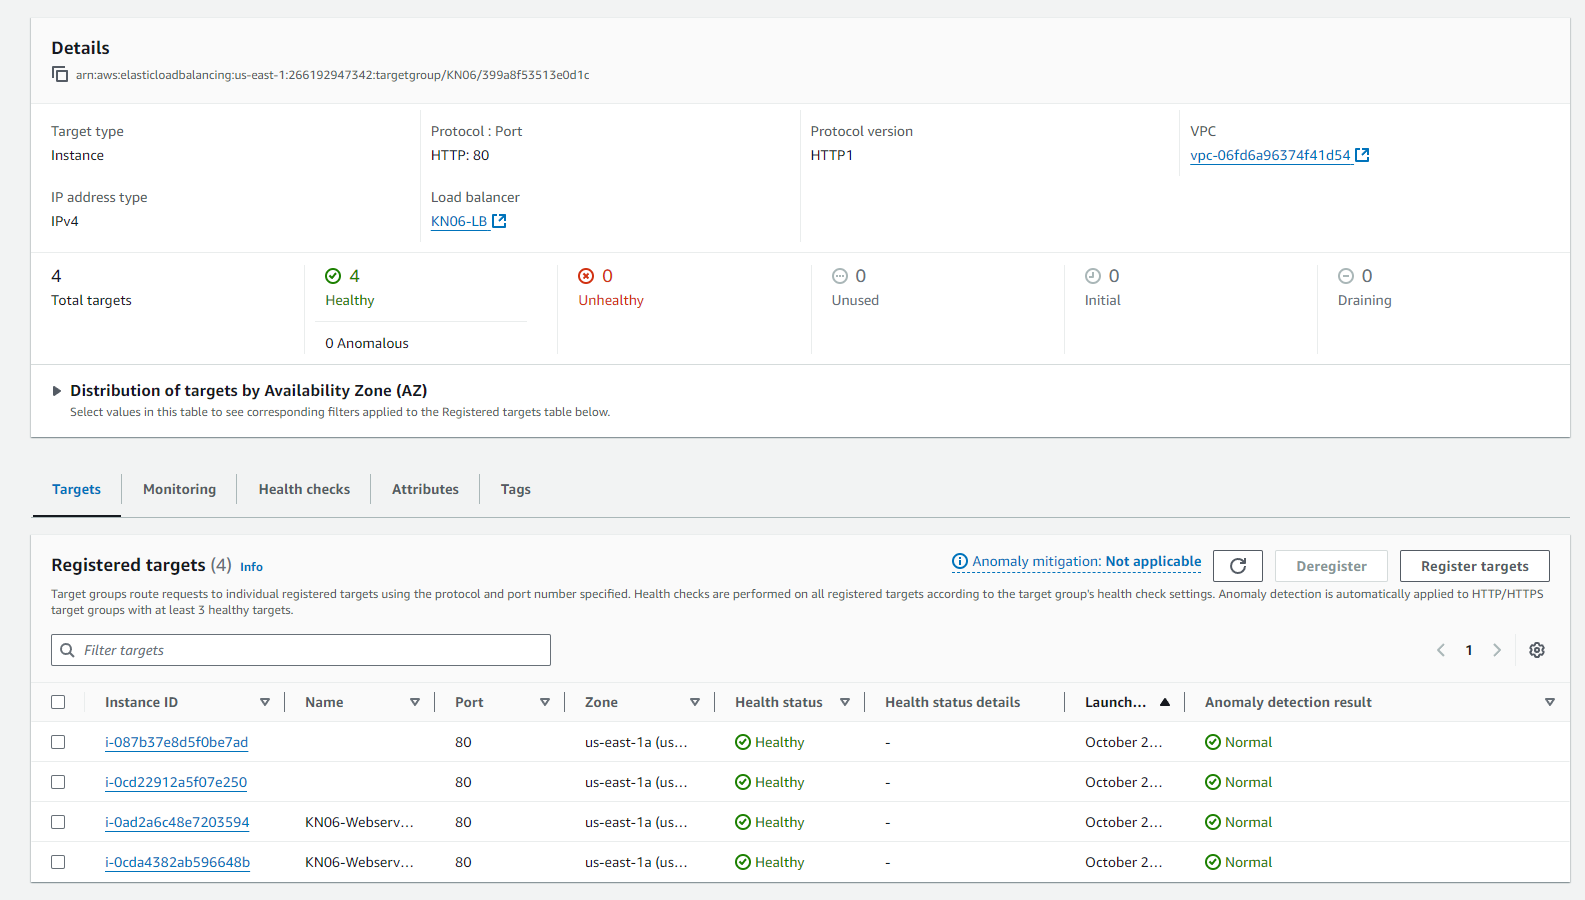 Details
arn:aws:elasticloadbalancing:us-east-1:266192947342:targetgroup/KN06/399a8f53513e0d1c
Target type
Instance
Protocol : Port
HTTP: 80
Protocol version
HTTP1
VPC
vpc-06fd6a96374f41d54
IP address type
IPv4
Load balancer
KN06-LB
4
Total targets
4
Healthy
0 Anomalous
0
Unhealthy
0
Unused
0
Initial
0
Draining
Distribution of targets by Availability Zone (AZ)
Select values in this table to see corresponding filters applied to the Registered targets table below.
Targets
Monitoring
Health checks
Attributes
Tags
Registered targets (4) Info
Anomaly mitigation: Not applicable
Deregister
Register targets
Target groups route requests to individual registered targets using the protocol and port number specified. Health checks are performed on all registered targets according to the target group's health check settings. Anomaly detection is automatically applied to HTTP/HTTPS
target groups with at least 3 healthy targets.
Filter targets
1
Instance ID Name Port Zone Health status Health status details Launch... Anomaly detection result
i-087b37e8d5f0be7ad 80 us-east-1a (us... Healthy - October 2... Normal
i-0cd22912a5f07e250 80 us-east-1a (us... Healthy - October 2... Normal
i-0ad2a6c48e7203594 KN06-Webserv... 80 us-east-1a (us... Healthy - October 2... Normal
i-0cda4382ab596648b KN06-Webserv... 80 us-east-1a (us... Healthy - October 2... Normal